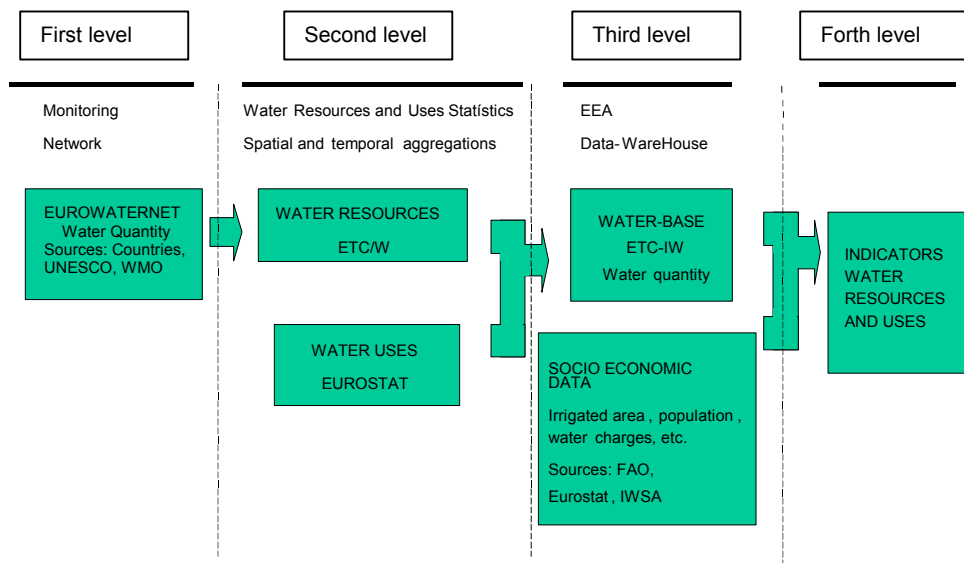 First level
Second level
Third level
Forth level
Monitoring
Network
Water Resources and Uses Statístics
Spatial and temporal aggregations
EEA
Data-WareHouse
EUROWATERNET
Water Quantity
Sources: Countries,
UNESCO, WMO
WATER RESOURCES
ETC/W
WATER USES
EUROSTAT
WATER-BASE
ETC-IW
Water quantity
SOCIO ECONOMIC
DATA
Irrigated area , population ,
water charges, etc.
Sources: FAO,
Eurostat , IWSA
INDICATORS
WATER
RESOURCES
AND USES